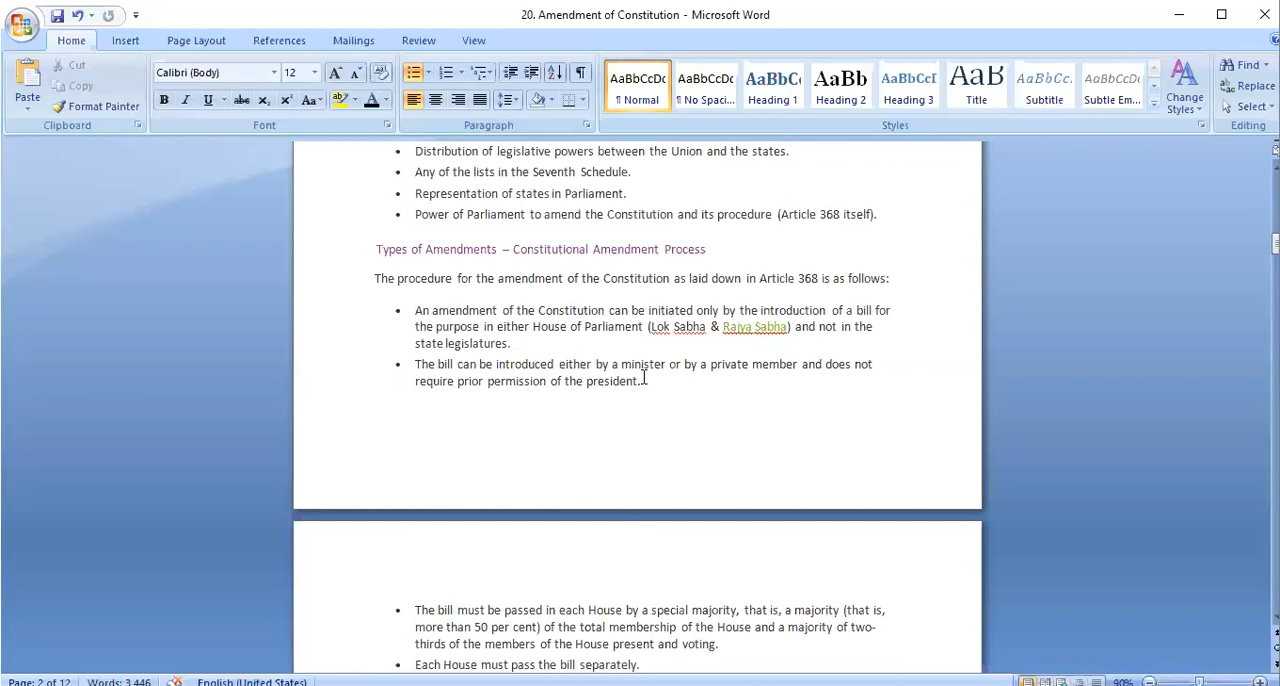 20. Amendment of Constitution - Microsoft Word
Home Insert Page Layout References Mailings Review View
Paste
Cut
Copy
Format Painter
Clipboard
Calibri (Body) 12
B I U abc X₂ X² Aa
Font
Paragraph
AaBbCcDc AaBbCcDc AaBbC AaBb AaBbCcI AaB AaBbCc. AaBbCcDc
¶ Normal ¶ No Spaci... Heading 1 Heading 2 Heading 3 Title Subtitle Subtle Em...
Change Styles
Styles
Find
Replace
Select
Editing
• Distribution of legislative powers between the Union and the states.
• Any of the lists in the Seventh Schedule.
• Representation of states in Parliament.
• Power of Parliament to amend the Constitution and its procedure (Article 368 itself).
Types of Amendments – Constitutional Amendment Process
The procedure for the amendment of the Constitution as laid down in Article 368 is as follows:
• An amendment of the Constitution can be initiated only by the introduction of a bill for
the purpose in either House of Parliament (Lok Sabha & Rajya Sabha) and not in the
state legislatures.
• The bill can be introduced either by a minister or by a private member and does not
require prior permission of the president.
• The bill must be passed in each House by a special majority, that is, a majority (that is,
more than 50 per cent) of the total membership of the House and a majority of two-
thirds of the members of the House present and voting.
• Each House must pass the bill separately.
Page: 2 of 12 Words: 3,446 English (United States) 90%